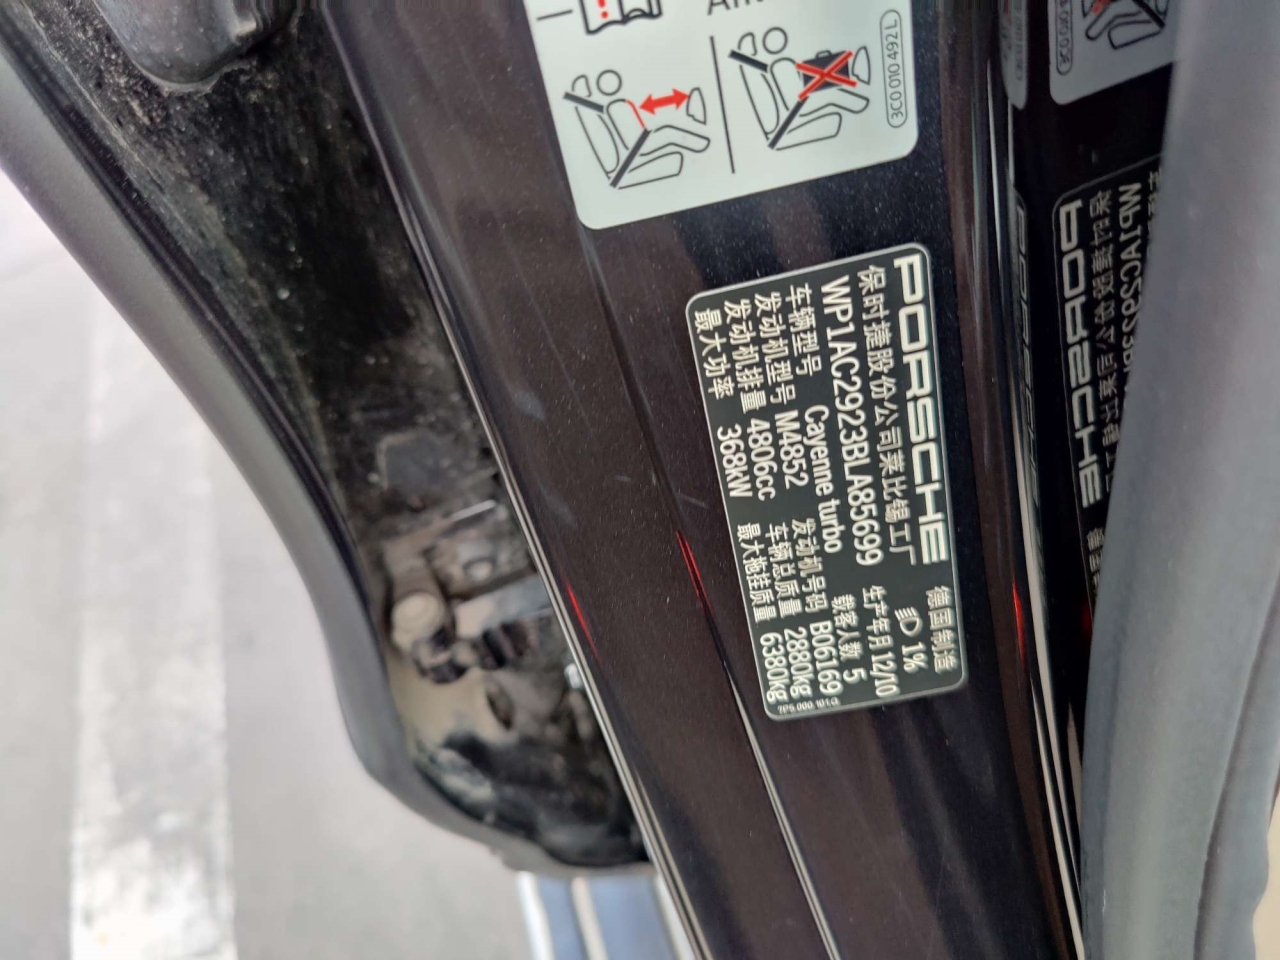 Air
3C0 010 492 L
PORSCHE 德国制造
保时捷股份公司莱比锡工厂 1%
WP1AC2923BLA85699 生产年月 12/10
车辆型号 Cayenne turbo 载客人数 5
发动机型号 M4852 发动机号码 B06169
发动机排量 4806cc 车辆总质量 2880kg
最大功率 368kW 最大拖挂质量 6380kg